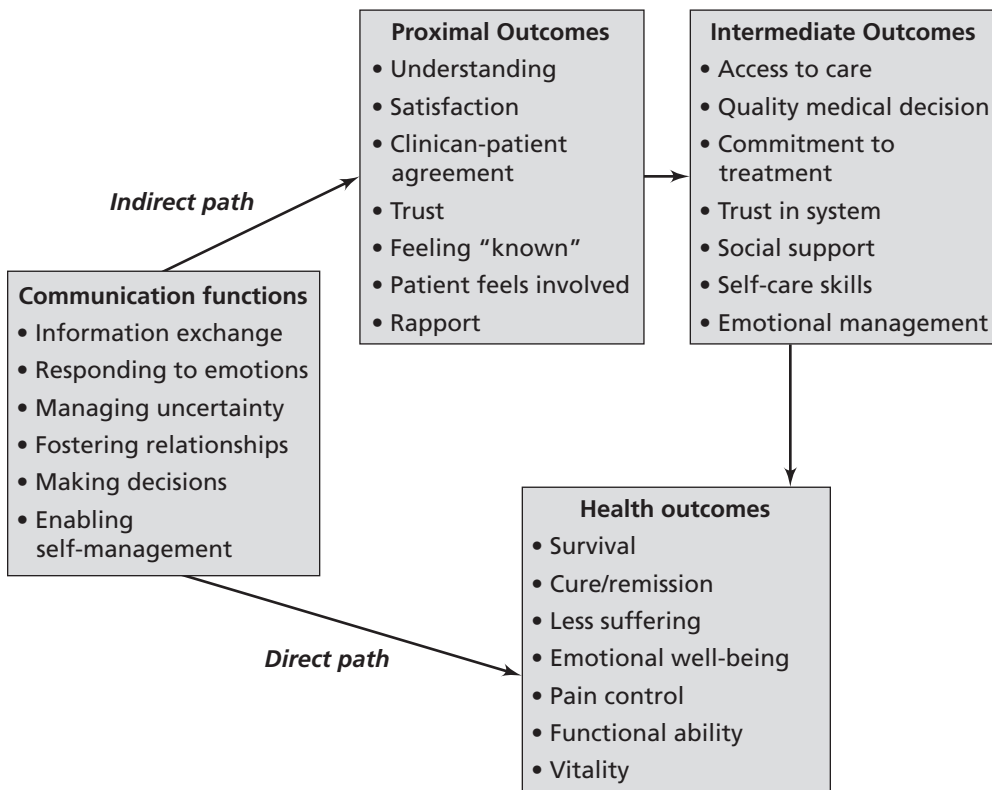 Proximal Outcomes
• Understanding
• Satisfaction
• Clinican-patient
agreement
• Trust
• Feeling “known”
• Patient feels involved
• Rapport
Intermediate Outcomes
• Access to care
• Quality medical decision
• Commitment to
treatment
• Trust in system
• Social support
• Self-care skills
• Emotional management
Indirect path
Communication functions
• Information exchange
• Responding to emotions
• Managing uncertainty
• Fostering relationships
• Making decisions
• Enabling
self-management
Direct path
Health outcomes
• Survival
• Cure/remission
• Less suffering
• Emotional well-being
• Pain control
• Functional ability
• Vitality